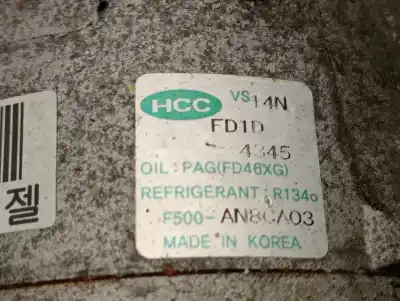 HCC VS14N
FD1D
4345
OIL : PAG(FD46XG)
REFRIGERANT : R134a
F500-AN8CA03
MADE IN KOREA
젤